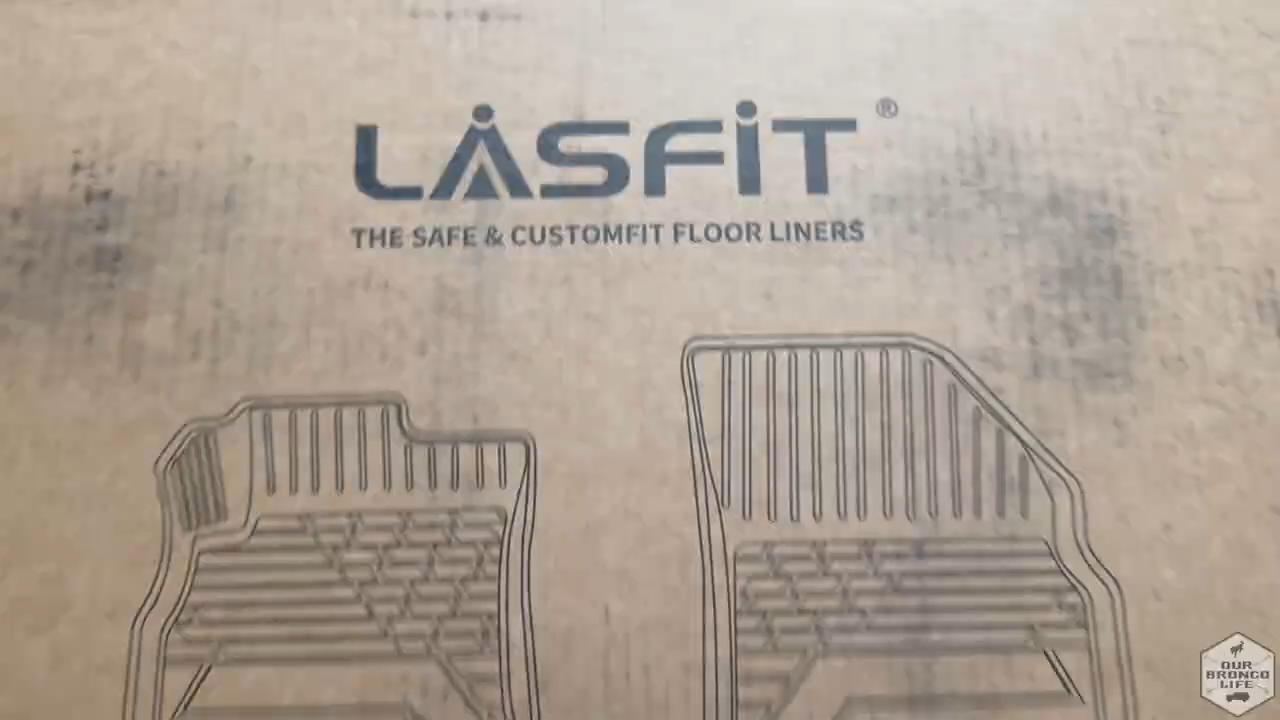 LASFIT®
THE SAFE & CUSTOMFIT FLOOR LINERS
OUR
BRONCO
LIFE